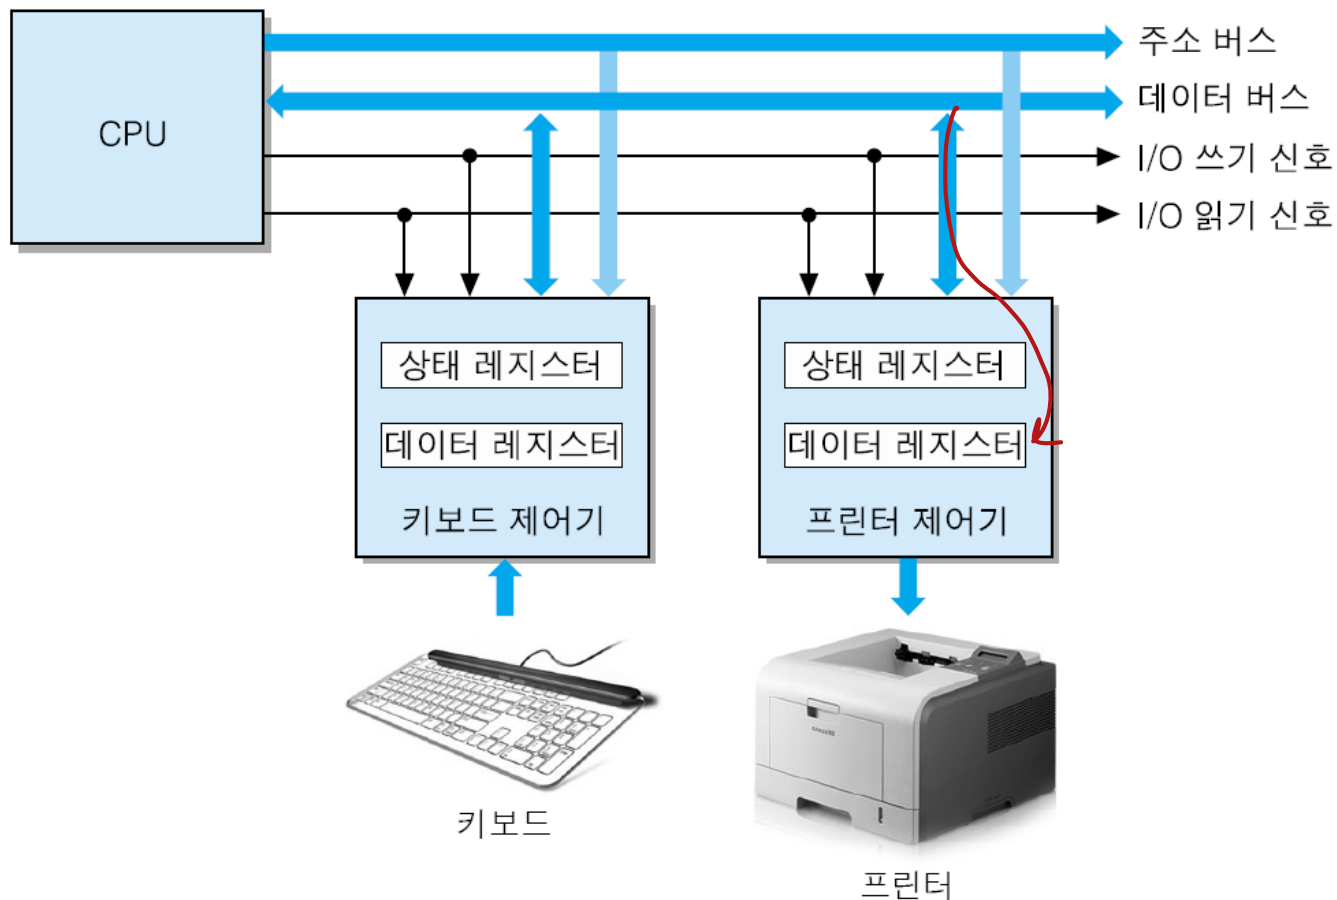 CPU
주소 버스
데이터 버스
I/O 쓰기 신호
I/O 읽기 신호
상태 레지스터
데이터 레지스터
키보드 제어기
상태 레지스터
데이터 레지스터
프린터 제어기
SAMSUNG
키보드
프린터